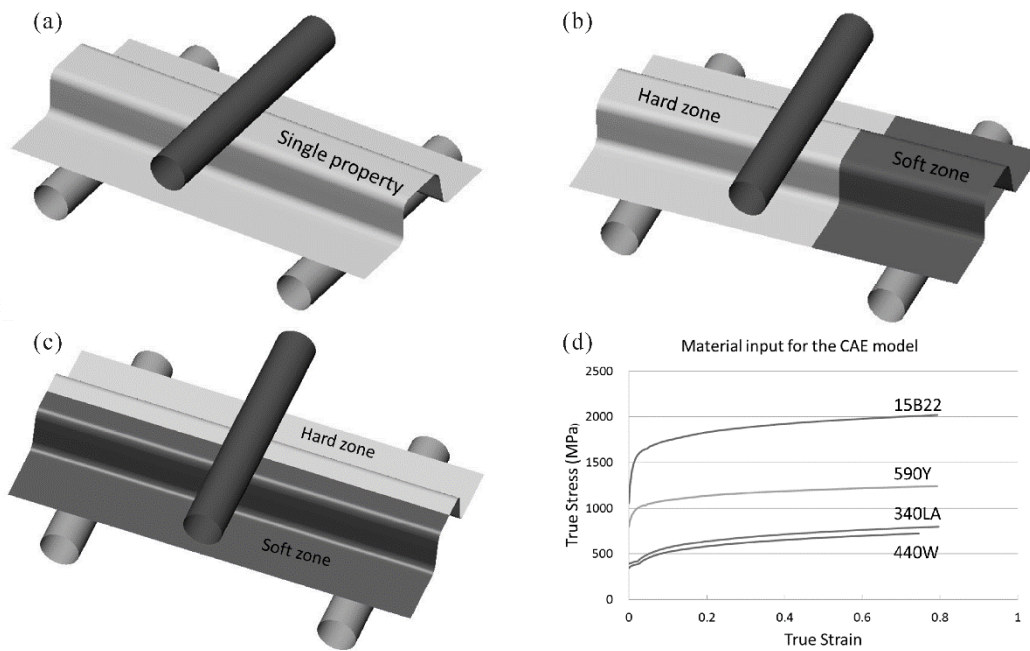 (a)
Single property
(b)
Hard zone
Soft zone
(c)
Hard zone
Soft zone
(d)
Material input for the CAE model
True Stress (MPa)
2500
2000
1500
1000
500
0
15B22
590Y
340LA
440W
0
0.2
0.4
0.6
0.8
1
True Strain